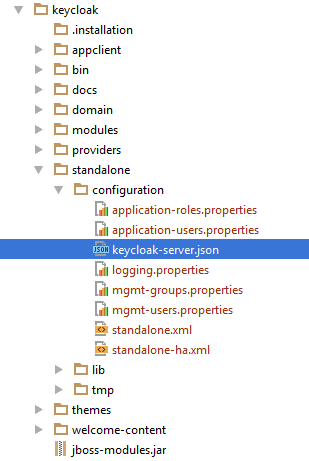 keycloak
.installation
appclient
bin
docs
domain
modules
providers
standalone
configuration
application-roles.properties
application-users.properties
JSON keycloak-server.json
logging.properties
mgmt-groups.properties
mgmt-users.properties
standalone.xml
standalone-ha.xml
lib
tmp
themes
welcome-content
jboss-modules.jar